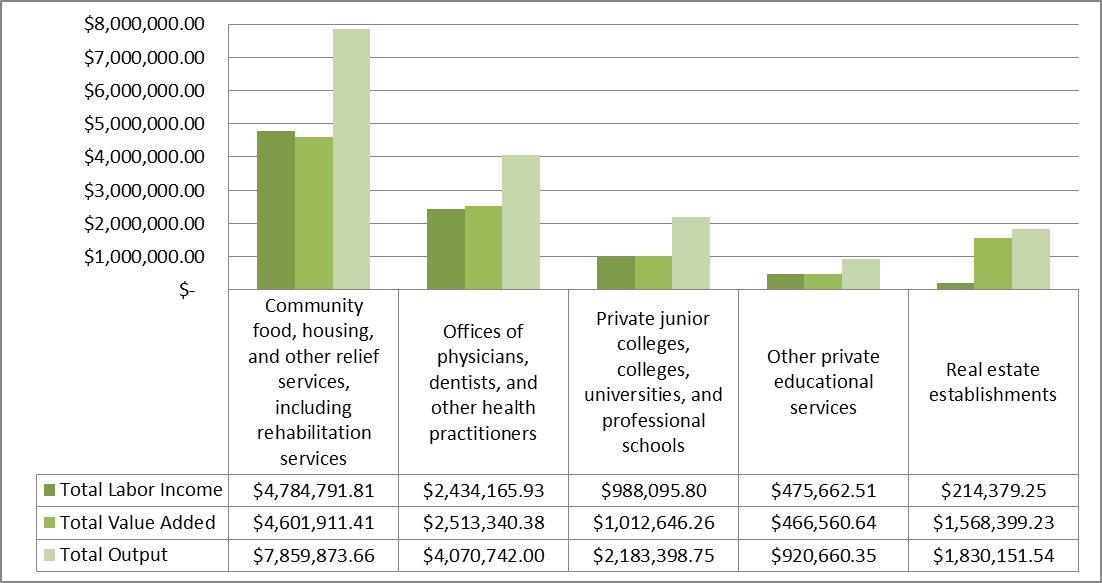 $8,000,000.00
$7,000,000.00
$6,000,000.00
$5,000,000.00
$4,000,000.00
$3,000,000.00
$2,000,000.00
$1,000,000.00
$-
Community
food, housing,
and other relief
services,
including
rehabilitation
services
Offices of
physicians,
dentists, and
other health
practitioners
Private junior
colleges,
colleges,
universities, and
professional
schools
Other private
educational
services
Real estate
establishments
Total Labor Income $4,784,791.81 $2,434,165.93 $988,095.80 $475,662.51 $214,379.25
Total Value Added $4,601,911.41 $2,513,340.38 $1,012,646.26 $466,560.64 $1,568,399.23
Total Output $7,859,873.66 $4,070,742.00 $2,183,398.75 $920,660.35 $1,830,151.54